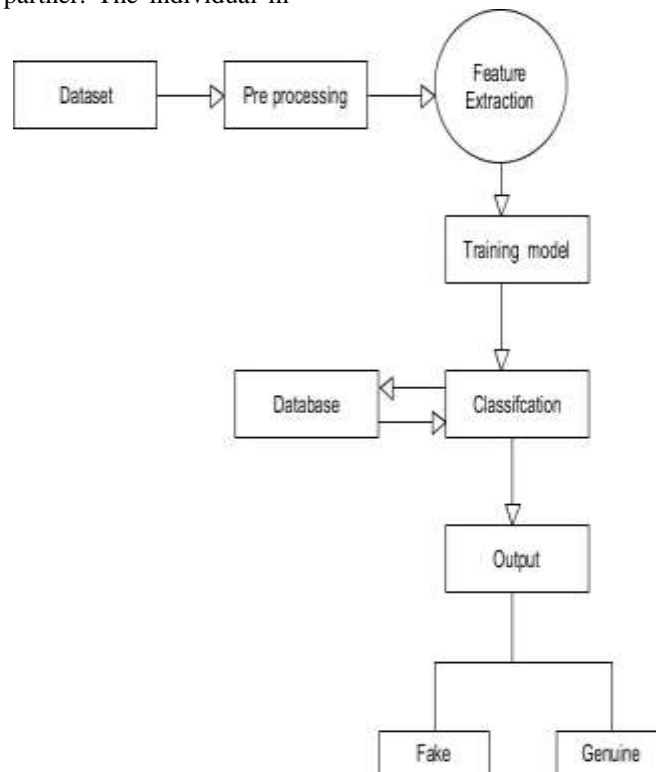 partner. The individual in
Feature
Extraction
Dataset
Pre processing
Training model
Database
Classifcation
Output
Fake
Genuine